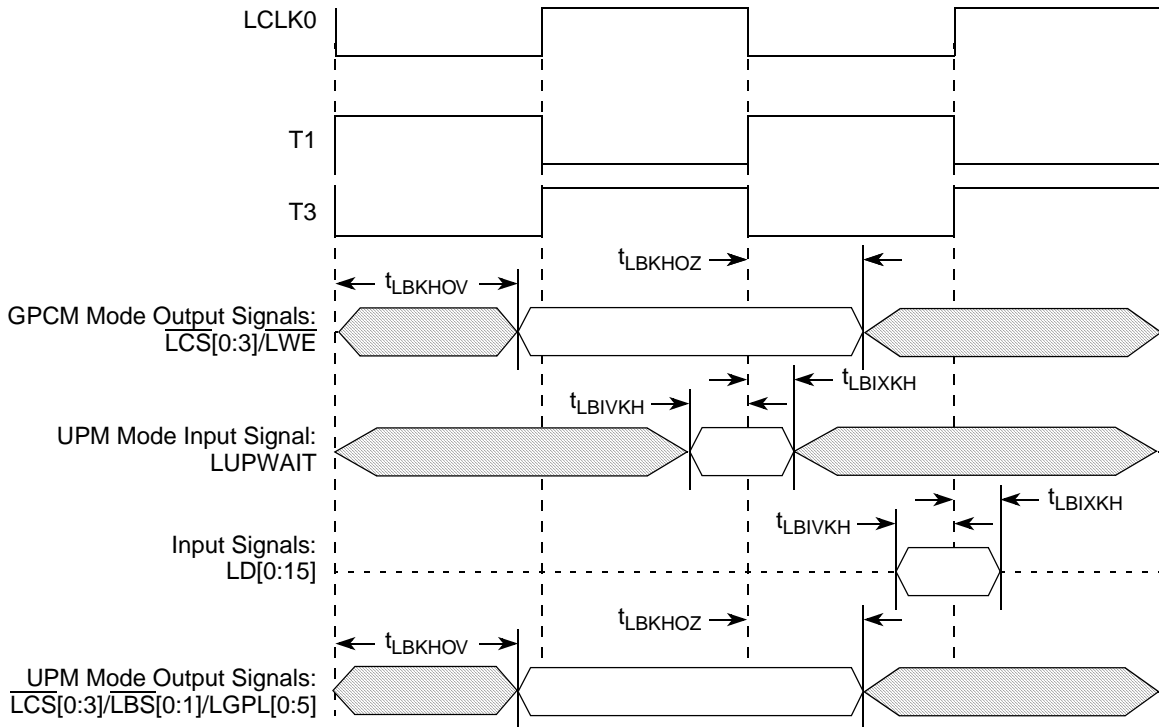 LCLK0
T1
T3
tLBKHOZ
tLBKHOV
GPCM Mode Output Signals:
LCS[0:3]/LWE
tLBIXKH
tLBIVKH
UPM Mode Input Signal:
LUPWAIT
tLBIXKH
tLBIVKH
Input Signals:
LD[0:15]
tLBKHOZ
tLBKHOV
UPM Mode Output Signals:
LCS[0:3]/LBS[0:1]/LGPL[0:5]